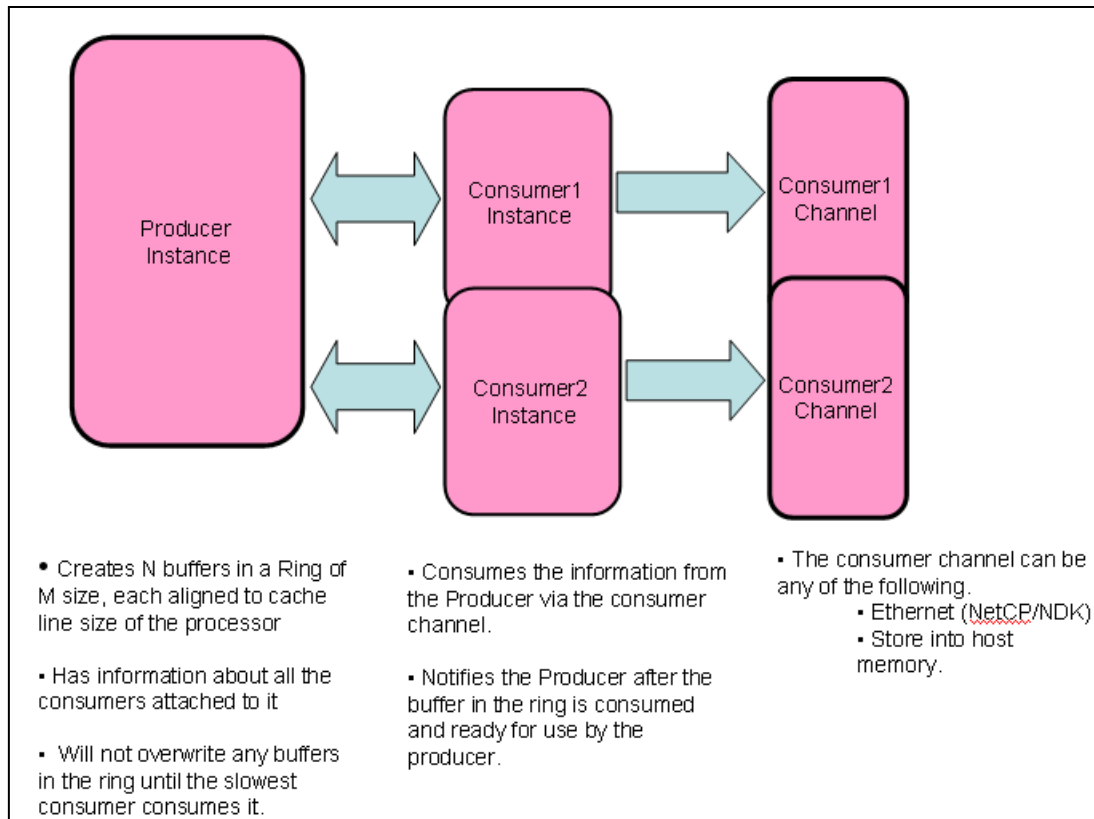 Producer
Instance
Consumer1
Instance
Consumer1
Channel
Consumer2
Instance
Consumer2
Channel
• Creates N buffers in a Ring of
M size, each aligned to cache
line size of the processor
▪ Has information about all the
consumers attached to it
▪ Will not overwrite any buffers
in the ring until the slowest
consumer consumes it.
▪ Consumes the information from
the Producer via the consumer
channel.
▪ Notifies the Producer after the
buffer in the ring is consumed
and ready for use by the
producer.
▪ The consumer channel can be
any of the following.
▪ Ethernet (NetCP/NDK)
▪ Store into host
memory.